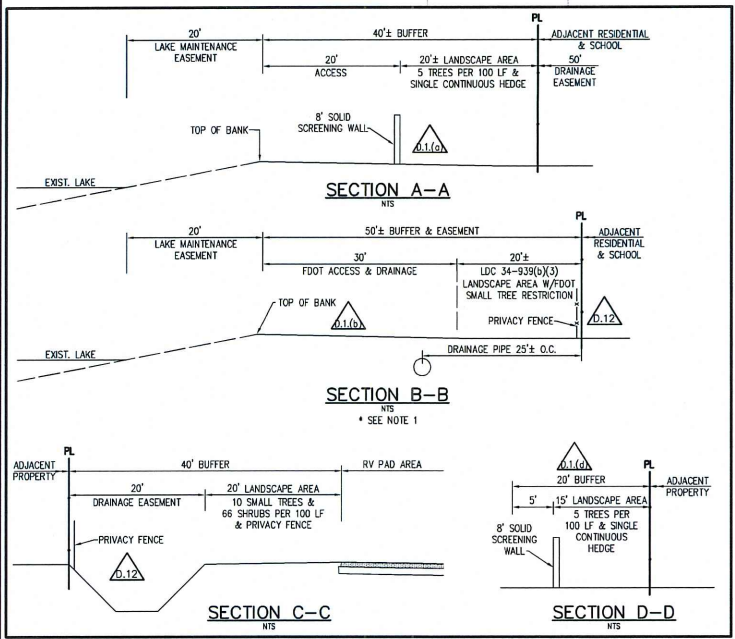 PL
20'
LAKE MAINTENANCE
EASEMENT
40'± BUFFER
ADJACENT RESIDENTIAL
& SCHOOL
20'
ACCESS
20'± LANDSCAPE AREA
5 TREES PER 100 LF &
SINGLE CONTINUOUS HEDGE
50'
DRAINAGE
EASEMENT
8' SOLID
SCREENING WALL
D.1.(a)
TOP OF BANK
EXIST. LAKE
SECTION A-A
NTS
PL
20'
LAKE MAINTENANCE
EASEMENT
50'± BUFFER & EASEMENT
ADJACENT
RESIDENTIAL
& SCHOOL
30'
FDOT ACCESS & DRAINAGE
20'±
LDC 34-939(b)(3)
LANDSCAPE AREA W/FDOT
SMALL TREE RESTRICTION
TOP OF BANK
D.1.(b)
PRIVACY FENCE
D.12
EXIST. LAKE
DRAINAGE PIPE 25'± O.C.
SECTION B-B
NTS
* SEE NOTE 1
PL
ADJACENT
PROPERTY
40' BUFFER
RV PAD AREA
20'
DRAINAGE EASEMENT
20' LANDSCAPE AREA
10 SMALL TREES &
66 SHRUBS PER 100 LF
& PRIVACY FENCE
PRIVACY FENCE
D.12
SECTION C-C
NTS
D.1.(d)
PL
20' BUFFER
ADJACENT
PROPERTY
5'
15' LANDSCAPE AREA
5 TREES PER
100 LF & SINGLE
CONTINUOUS
HEDGE
8' SOLID
SCREENING
WALL
SECTION D-D
NTS